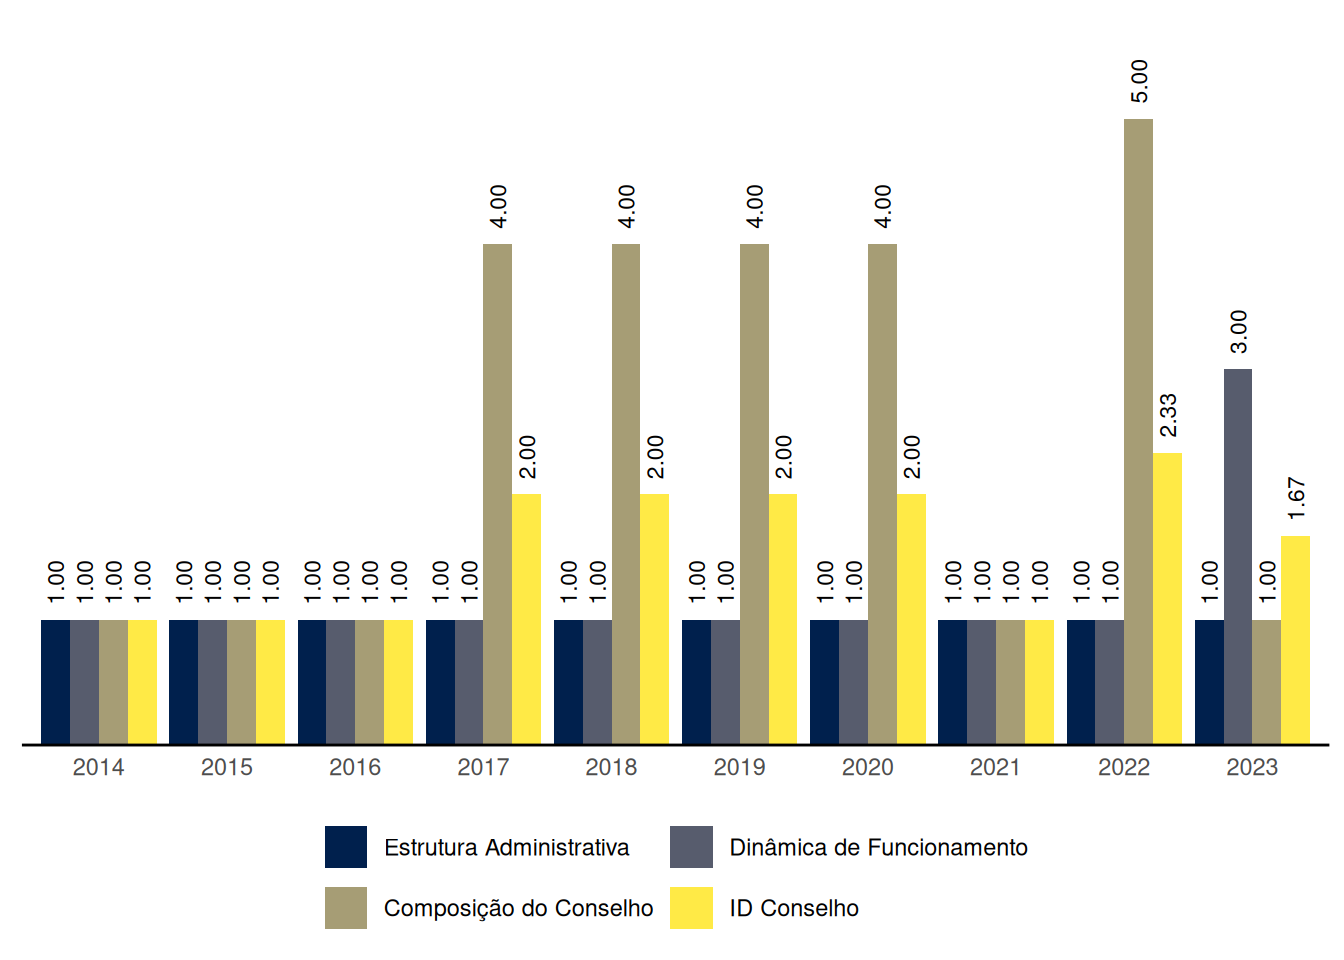 5.00
4.00 4.00 4.00 4.00
3.00
2.33
2.00 2.00 2.00 2.00
1.67
1.00 1.00 1.00 1.00 1.00 1.00 1.00 1.00 1.00 1.00 1.00 1.00 1.00 1.00 1.00 1.00 1.00 1.00 1.00 1.00 1.00 1.00 1.00 1.00 1.00 1.00 1.00 1.00
2014 2015 2016 2017 2018 2019 2020 2021 2022 2023
Estrutura Administrativa Dinâmica de Funcionamento
Composição do Conselho ID Conselho